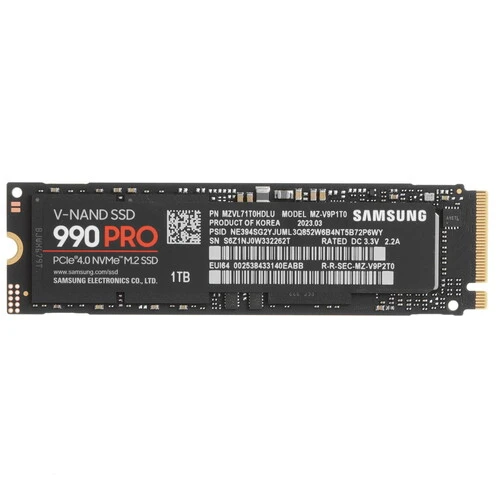 V-NAND SSD
990 PRO
PCIe® 4.0 NVMe™ M.2 SSD
www.samsung.com/ssd
SAMSUNG ELECTRONICS CO., LTD.
1TB
PN MZVL71T0HDLU MODEL MZ-V9P1T0
PRODUCT OF KOREA 2023.03
PSID NE394SG2YJUML3Q852W6B4NT5B72P6WY
SN S6Z1NJ0W332262T RATED DC 3.3V 2.2A
EUI64 002538433140EABB R-R-SEC-MZ-V9P2T0
SAMSUNG